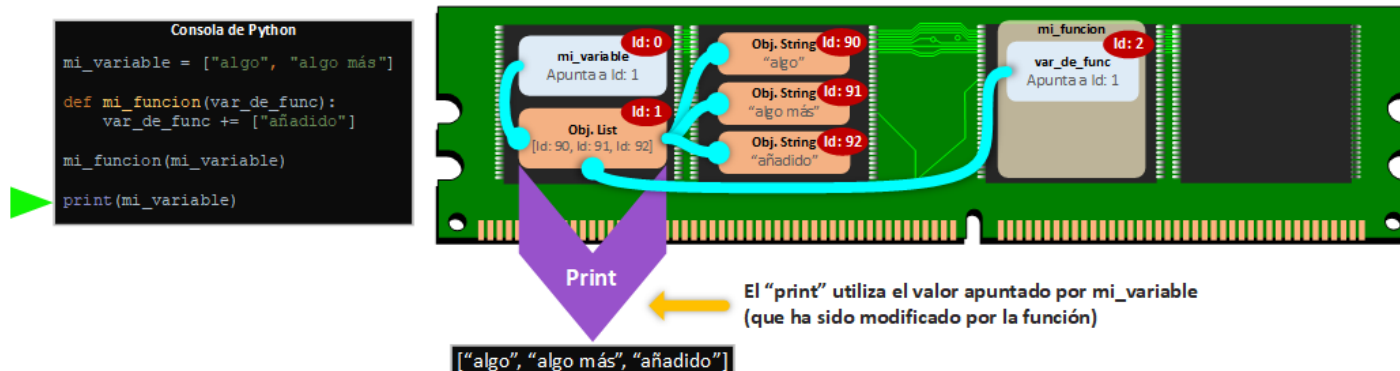 Consola de Python
mi_variable = ["algo", "algo más"]
def mi_funcion(var_de_func):
var_de_func += ["añadido"]
mi_funcion(mi_variable)
print(mi_variable)
Id: 0
mi_variable
Apunta a Id: 1
Id: 1
Obj. List
[Id: 90, Id: 91, Id: 92]
Obj. String Id: 90
“algo”
Obj. String Id: 91
“algo más”
Obj. String Id: 92
“añadido”
mi_funcion
Id: 2
var_de_func
Apunta a Id: 1
Print
El “print” utiliza el valor apuntado por mi_variable
(que ha sido modificado por la función)
[“algo”, “algo más”, “añadido”]